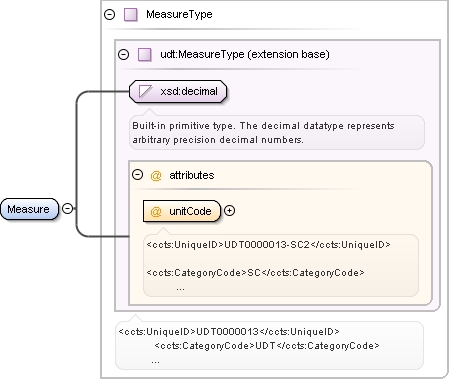 MeasureType
udt:MeasureType (extension base)
xsd:decimal
Built-in primitive type. The decimal datatype represents
arbitrary precision decimal numbers.
@ attributes
Measure
@ unitCode
<ccts:UniqueID>UDT0000013-SC2</ccts:UniqueID>
<ccts:CategoryCode>SC</ccts:CategoryCode>
...
<ccts:UniqueID>UDT0000013</ccts:UniqueID>
<ccts:CategoryCode>UDT</ccts:CategoryCode>
...